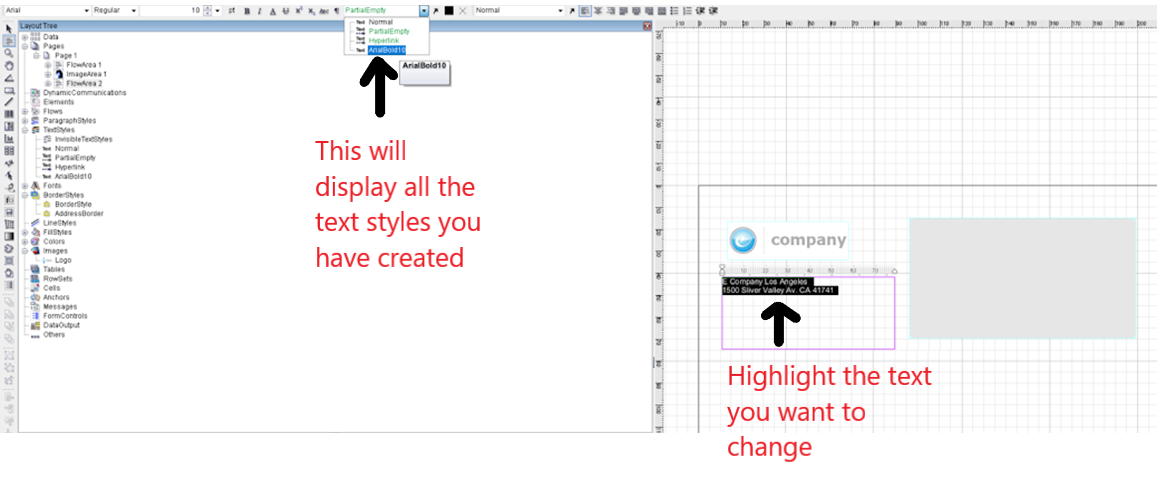 Arial Regular 10 PartialEmpty Normal
Normal
PartialEmpty
Hyperlink
ArialBold10
ArialBold10
Layout Tree
Data
Pages
Page 1
FlowArea 1
ImageArea 1
FlowArea 2
DynamicCommunications
Elements
Flows
ParagraphStyles
TextStyles
InvisibleTextStyles
Normal
PartialEmpty
Hyperlink
ArialBold10
Fonts
BorderStyles
BorderStyle
AddressBorder
LineStyles
FillStyles
Colors
Images
Logo
Tables
RowSets
Cells
Anchors
Messages
FormControls
DataOutput
Others
This will
display all the
text styles you
have created
company
E Company Los Angeles
1500 Sliver Valley Av. CA 41741
Highlight the text
you want to
change